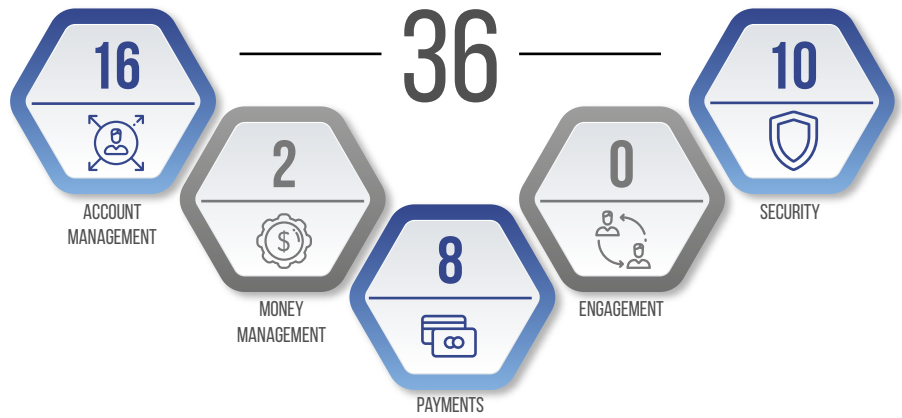 36
16
ACCOUNT
MANAGEMENT
2
$
MONEY
MANAGEMENT
8
PAYMENTS
0
ENGAGEMENT
10
SECURITY